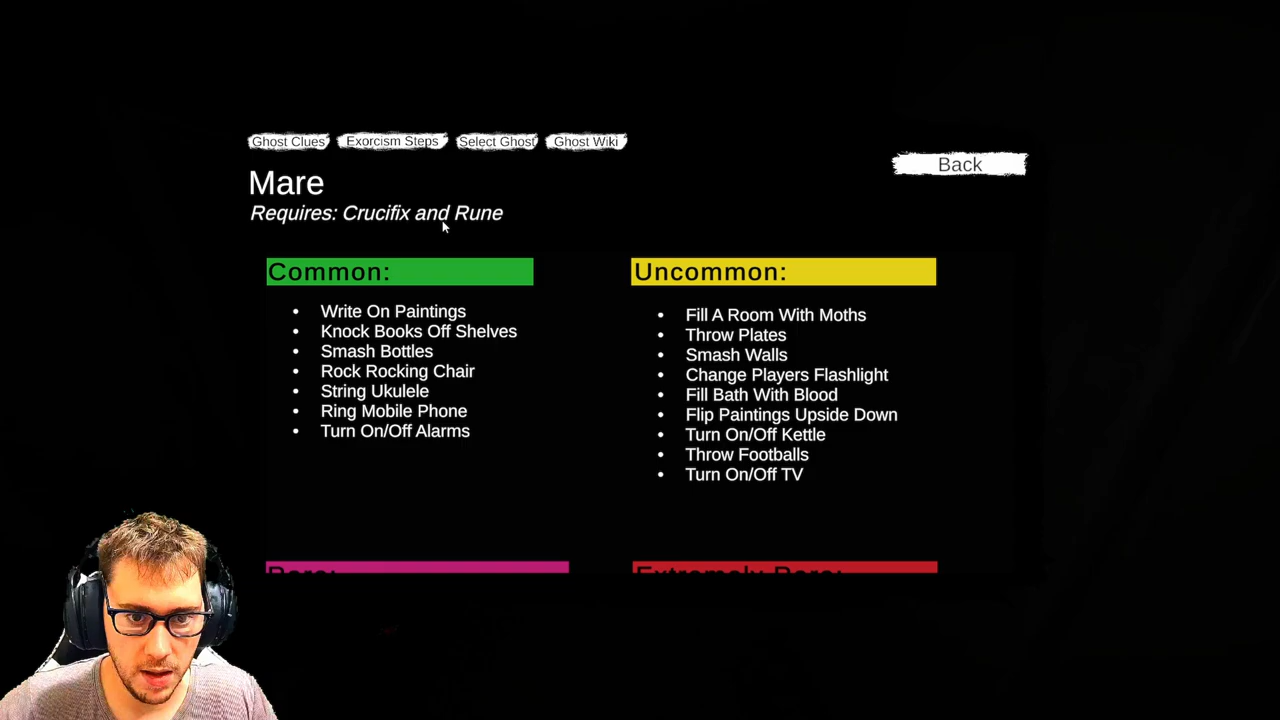 Ghost Clues Exorcism Steps Select Ghost Ghost Wiki
Back
Mare
Requires: Crucifix and Rune
Common:
Write On Paintings
Knock Books Off Shelves
Smash Bottles
Rock Rocking Chair
String Ukulele
Ring Mobile Phone
Turn On/Off Alarms
Uncommon:
Fill A Room With Moths
Throw Plates
Smash Walls
Change Players Flashlight
Fill Bath With Blood
Flip Paintings Upside Down
Turn On/Off Kettle
Throw Footballs
Turn On/Off TV
Rare:
Extremely Rare: